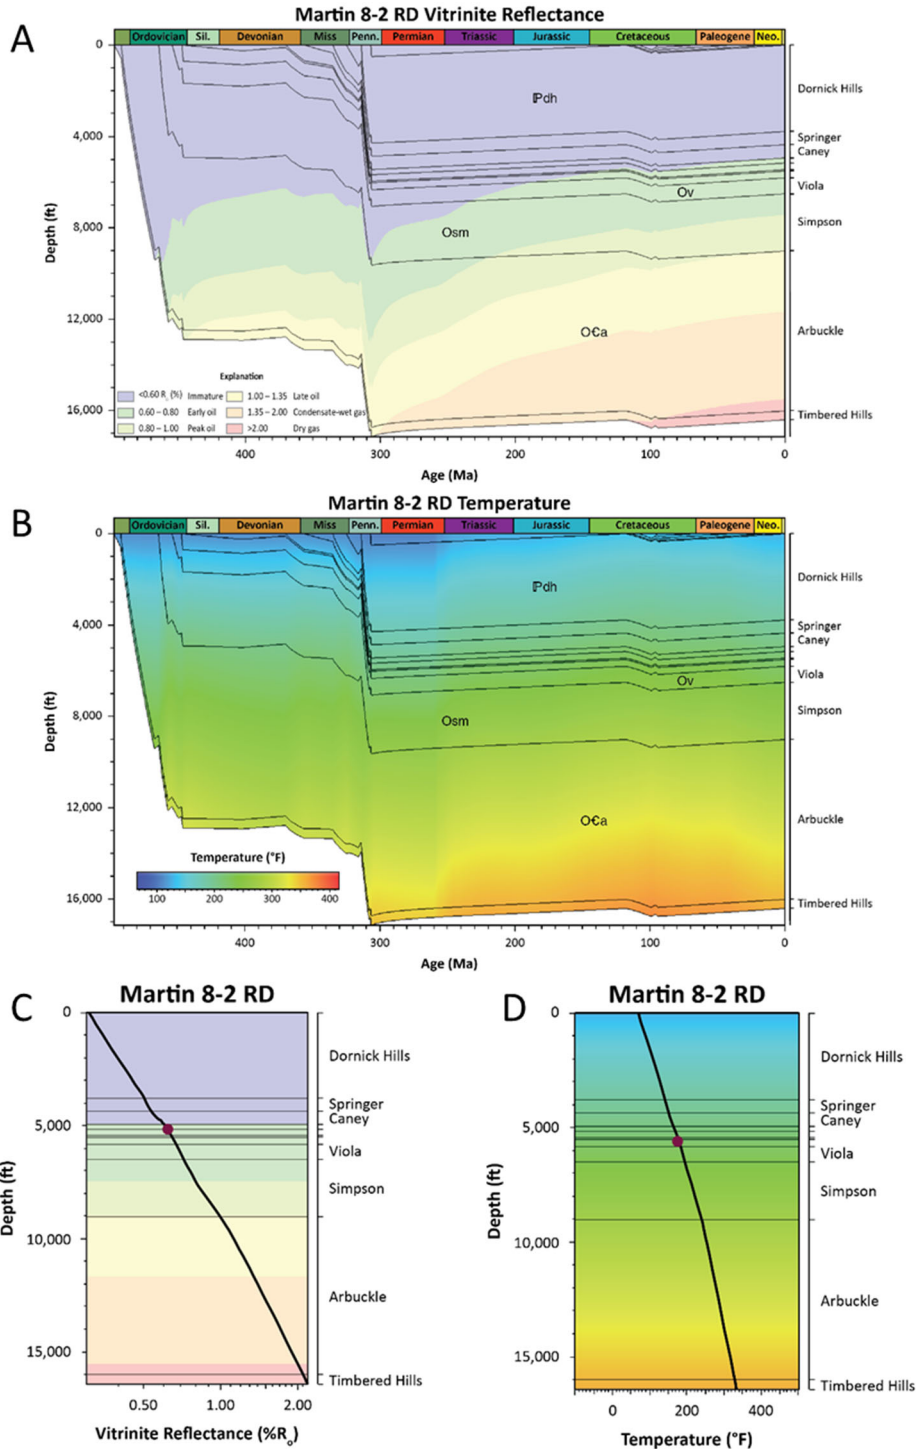 Martin 8-2 RD Vitrinite Reflectance
A
Ordovician Sil. Devonian Miss Penn. Permian Triassic Jurassic Cretaceous Paleogene Neo.
0
4,000
8,000
12,000
16,000
Depth (ft)
ℙdh
Ov
Osm
O€a
Dornick Hills
Springer
Caney
Viola
Simpson
Arbuckle
Timbered Hills
Explanation
<0.60 Ro (%) Immature 1.00 – 1.35 Late oil
0.60 – 0.80 Early oil 1.35 – 2.00 Condensate-wet gas
0.80 – 1.00 Peak oil >2.00 Dry gas
400 300 200 100 0
Age (Ma)
Martin 8-2 RD Temperature
B
Ordovician Sil. Devonian Miss Penn. Permian Triassic Jurassic Cretaceous Paleogene Neo.
0
4,000
8,000
12,000
16,000
Depth (ft)
ℙdh
Ov
Osm
O€a
Dornick Hills
Springer
Caney
Viola
Simpson
Arbuckle
Timbered Hills
Temperature (°F)
100 200 300 400
400 300 200 100 0
Age (Ma)
C
Martin 8-2 RD
0
5,000
10,000
15,000
Depth (ft)
Dornick Hills
Springer
Caney
Viola
Simpson
Arbuckle
Timbered Hills
0.50 1.00 2.00
Vitrinite Reflectance (%Ro)
D
Martin 8-2 RD
0
5,000
10,000
15,000
Depth (ft)
Dornick Hills
Springer
Caney
Viola
Simpson
Arbuckle
Timbered Hills
0 200 400
Temperature (°F)